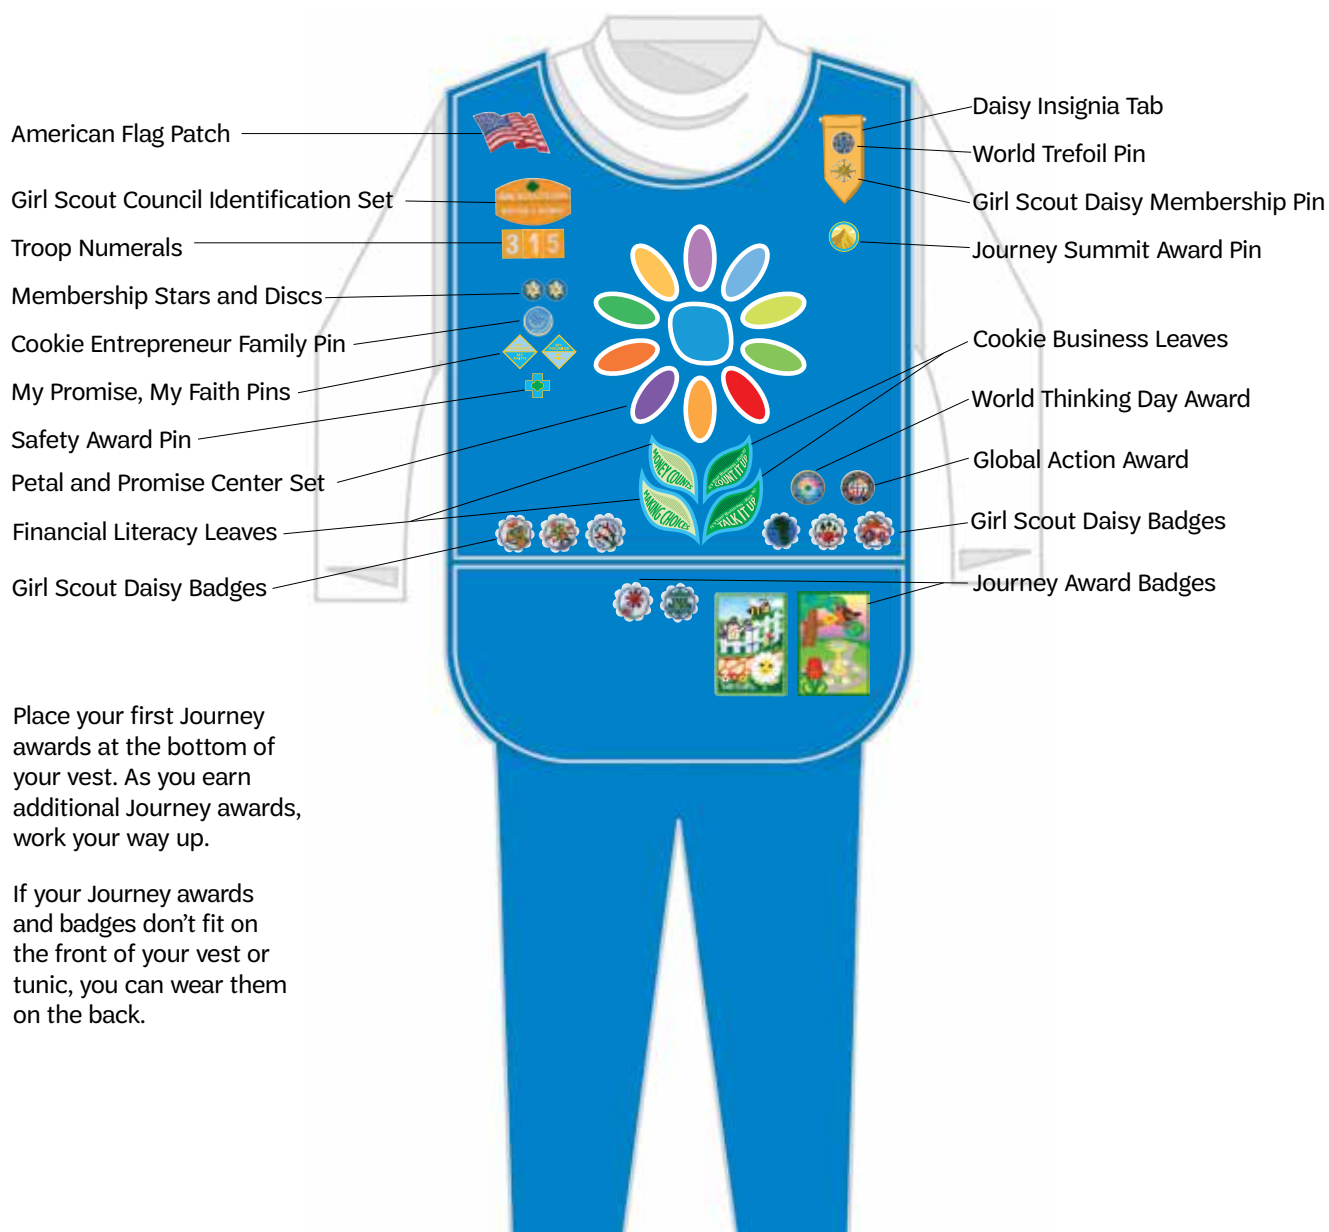 American Flag Patch
Girl Scout Council Identification Set
Troop Numerals
Membership Stars and Discs
Cookie Entrepreneur Family Pin
My Promise, My Faith Pins
Safety Award Pin
Petal and Promise Center Set
Financial Literacy Leaves
Girl Scout Daisy Badges
Daisy Insignia Tab
World Trefoil Pin
Girl Scout Daisy Membership Pin
Journey Summit Award Pin
Cookie Business Leaves
World Thinking Day Award
Global Action Award
Girl Scout Daisy Badges
Journey Award Badges
315
MONEY COUNTS
COUNT IT UP
MAKING CHOICES
TALK IT UP
Place your first Journey
awards at the bottom of
your vest. As you earn
additional Journey awards,
work your way up.
If your Journey awards
and badges don’t fit on
the front of your vest or
tunic, you can wear them
on the back.